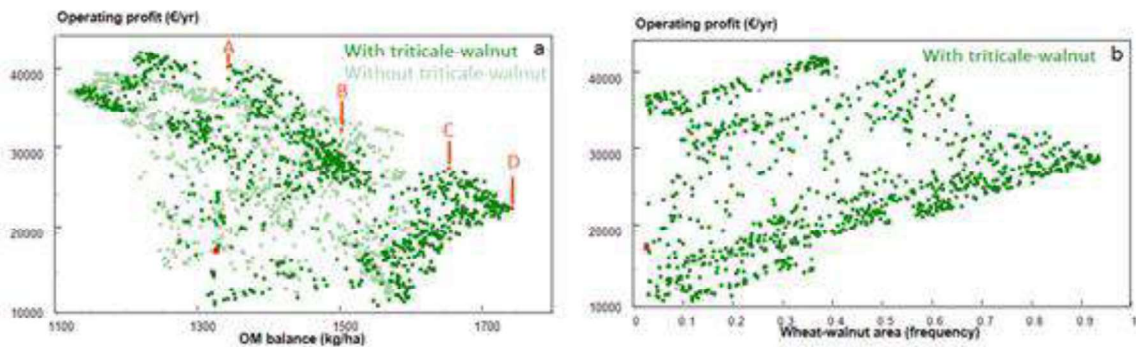 Operating profit (€/yr)
a
With triticale-walnut
Without triticale-walnut
A
B
C
D
40000
30000
20000
10000
1100 1300 1500 1700
OM balance (kg/ha)
Operating profit (€/yr)
b
With triticale-walnut
40000
30000
20000
10000
0 0.1 0.2 0.3 0.4 0.5 0.6 0.7 0.8 0.9 1
Wheat-walnut area (frequency)